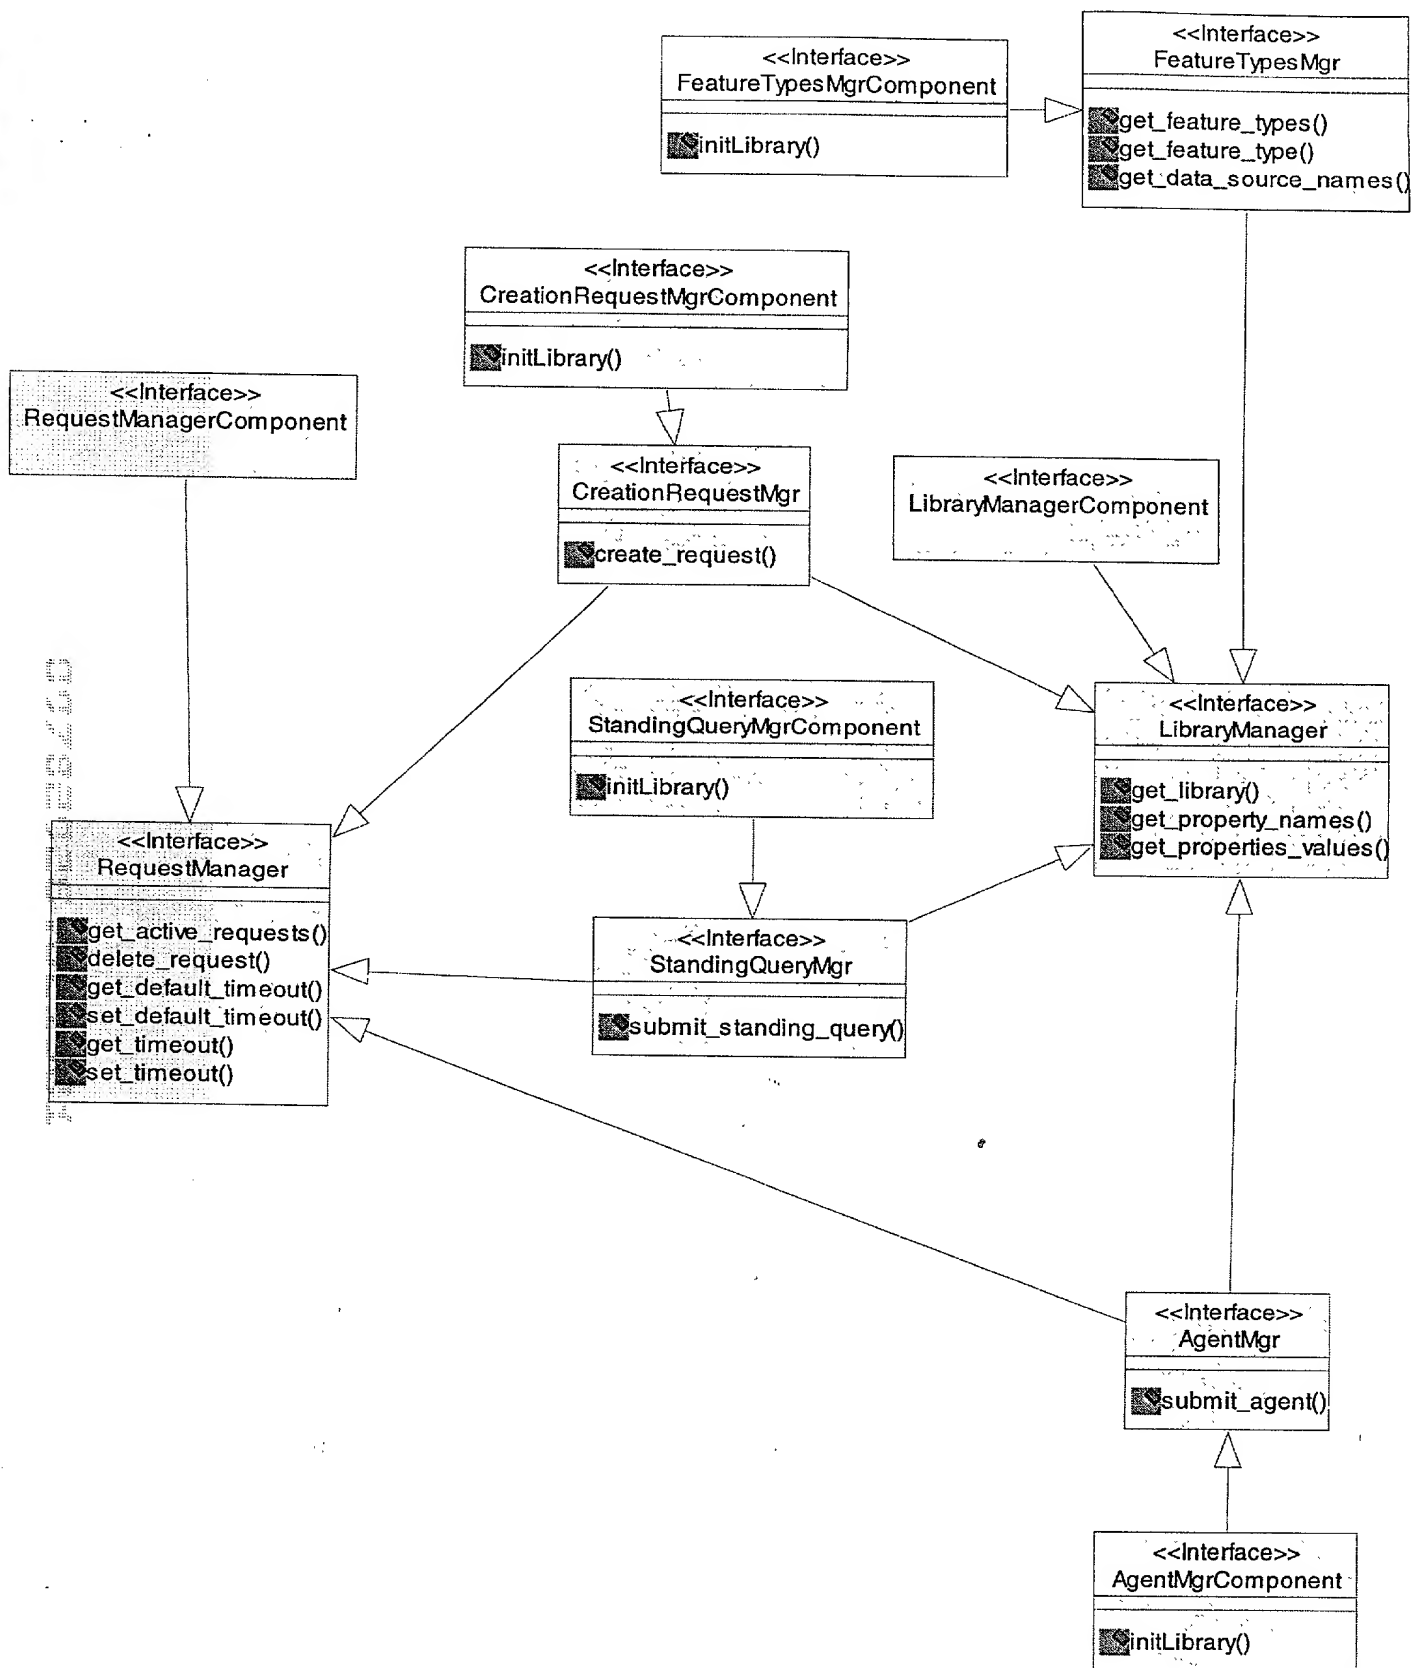 <<Interface>>
FeatureTypesMgrComponent
initLibrary()
<<Interface>>
FeatureTypesMgr
get_feature_types()
get_feature_type()
get_data_source_names()
<<Interface>>
CreationRequestMgrComponent
initLibrary()
<<Interface>>
RequestManagerComponent
<<Interface>>
CreationRequestMgr
create_request()
<<Interface>>
LibraryManagerComponent
<<Interface>>
StandingQueryMgrComponent
initLibrary()
<<Interface>>
LibraryManager
get_library()
get_property_names()
get_properties_values()
<<Interface>>
RequestManager
get_active_requests()
delete_request()
get_default_timeout()
set_default_timeout()
get_timeout()
set_timeout()
<<Interface>>
StandingQueryMgr
submit_standing_query()
<<Interface>>
AgentMgr
submit_agent()
<<Interface>>
AgentMgrComponent
initLibrary()